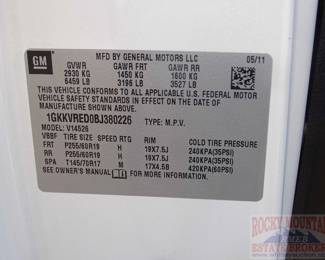 GM
MFD BY GENERAL MOTORS LLC 05/11
GVWR GAWR FRT GAWR RR
2930 KG 1450 KG 1600 KG
6459 LB 3196 LB 3527 LB
THIS VEHICLE CONFORMS TO ALL APPLICABLE U.S. FEDERAL MOTOR
VEHICLE SAFETY STANDARDS IN EFFECT ON THE DATE OF
MANUFACTURE SHOWN ABOVE.
1GKKVRED0BJ380226 TYPE: M.P.V.
MODEL: V14526
VBBF TIRE SIZE SPEED RTG RIM COLD TIRE PRESSURE
FRT P255/60R19 H 19X7.5J 240KPA(35PSI)
RR P255/60R19 H 19X7.5J 240KPA(35PSI)
SPA T145/70R17 M 17X4.5B 420KPA(60PSI)
SEE OWNER'S MANUAL FOR ADDITIONAL INFORMATION.
ROCKY MOUNTAIN
ESTATE BROKERS